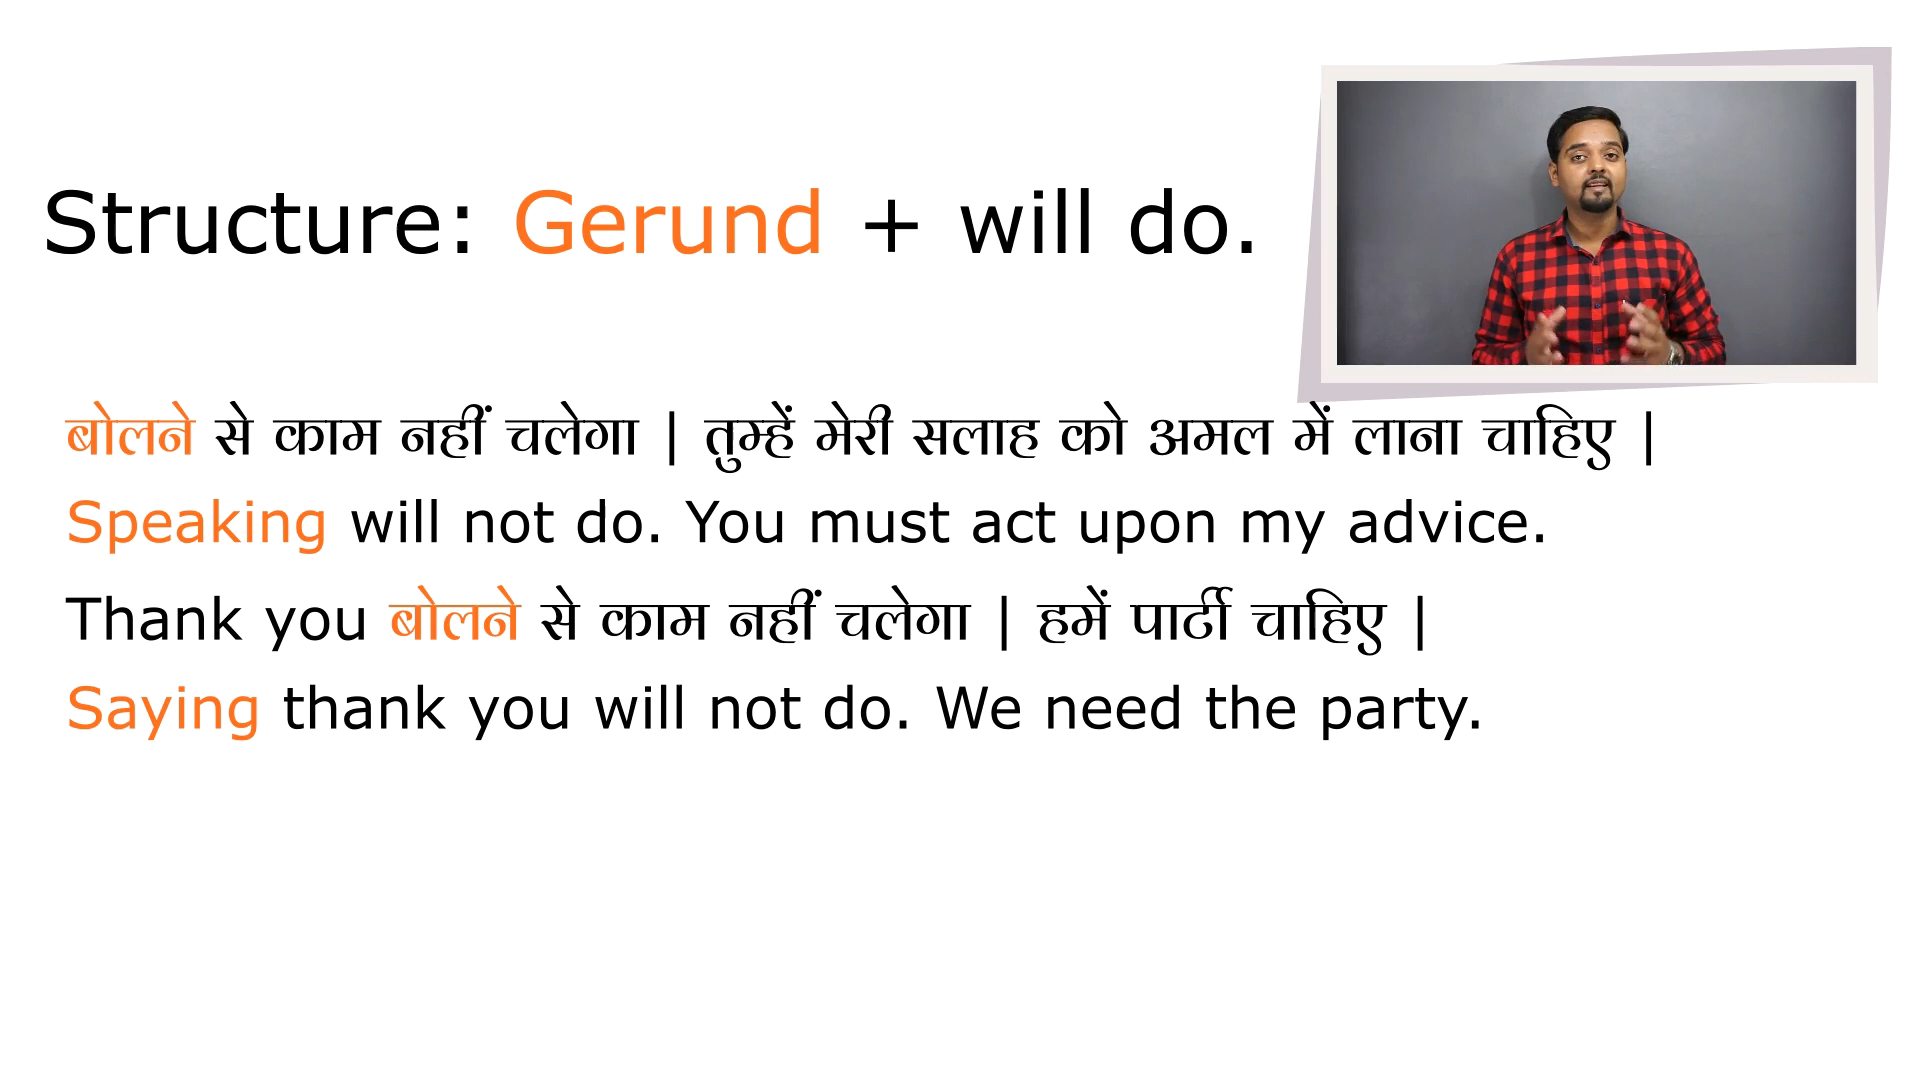 Structure: Gerund + will do.
बोलने से काम नहीं चलेगा | तुम्हें मेरी सलाह को अमल में लाना चाहिए |
Speaking will not do. You must act upon my advice.
Thank you बोलने से काम नहीं चलेगा | हमें पार्टी चाहिए |
Saying thank you will not do. We need the party.